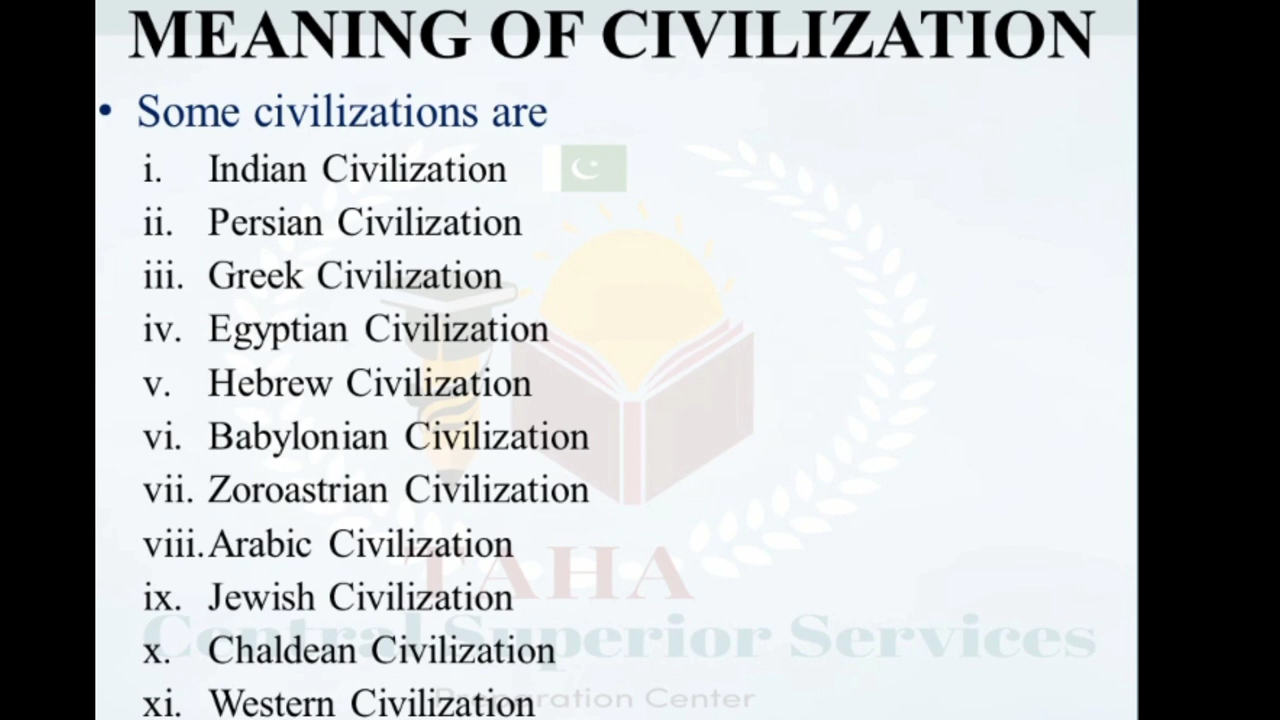 MEANING OF CIVILIZATION
• Some civilizations are
i. Indian Civilization
ii. Persian Civilization
iii. Greek Civilization
iv. Egyptian Civilization
v. Hebrew Civilization
vi. Babylonian Civilization
vii. Zoroastrian Civilization
viii. Arabic Civilization
TAHA
ix. Jewish Civilization
Central Superior Services
x. Chaldean Civilization
xi. Western Civilization
Preparation Center